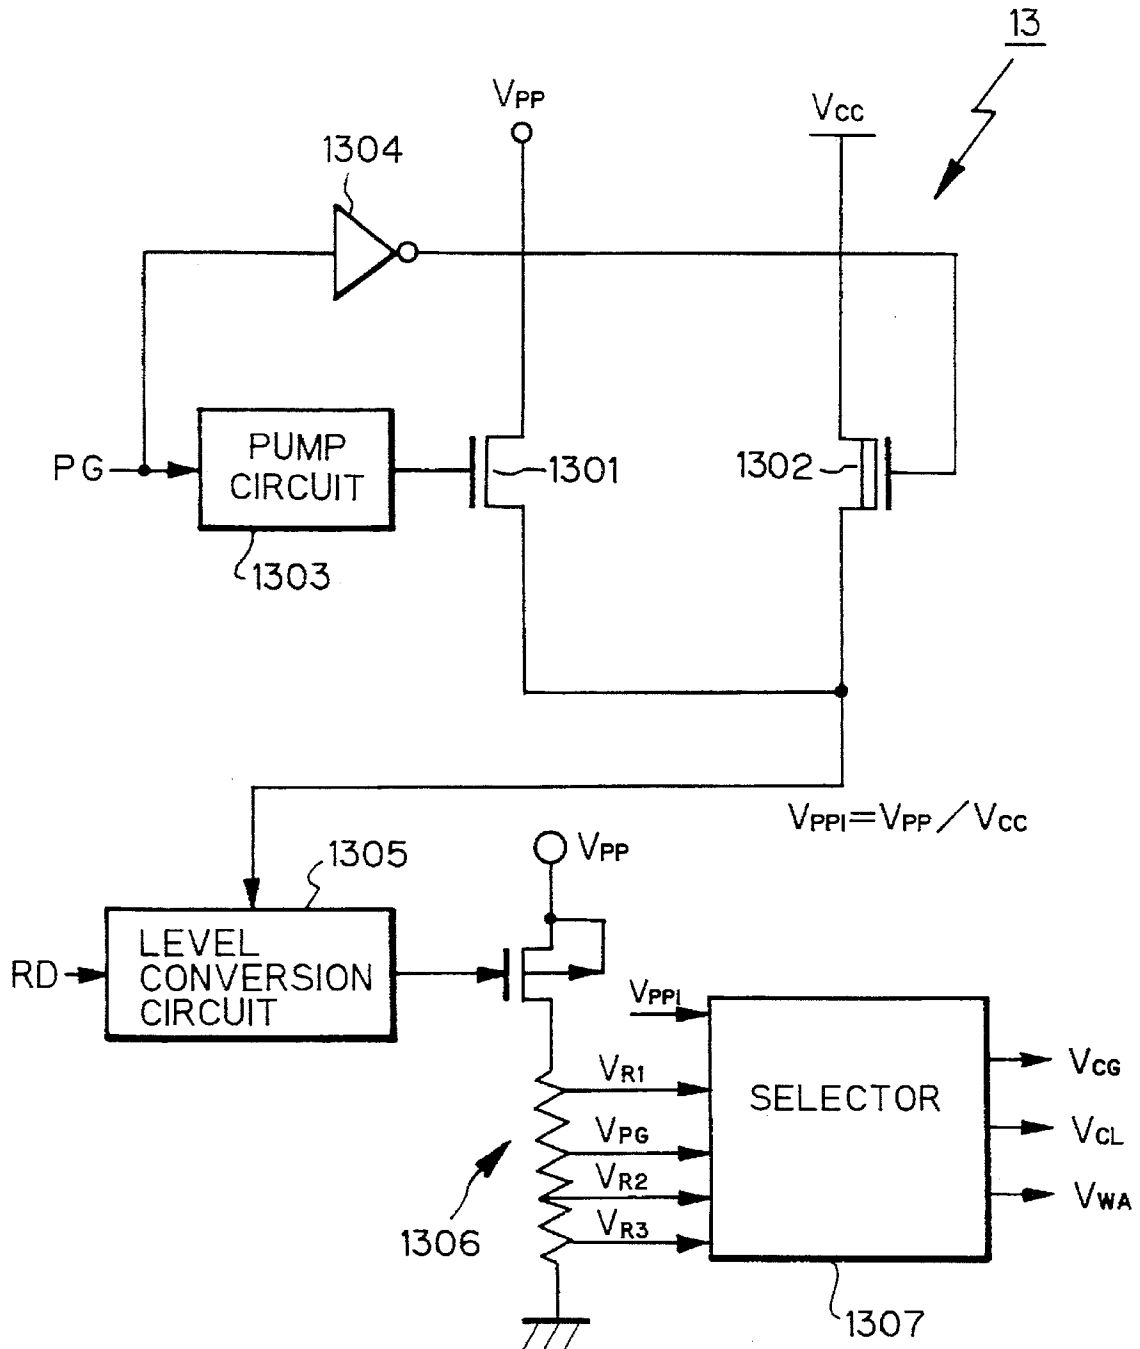 13
VPP
VCC
1304
PUMP
CIRCUIT
PG
1301
1302
1303
VPPI=VPP/VCC
VPP
1305
LEVEL
CONVERSION
CIRCUIT
RD
VPPI
VR1
VPG
VR2
VR3
SELECTOR
VCG
VCL
VWA
1306
1307